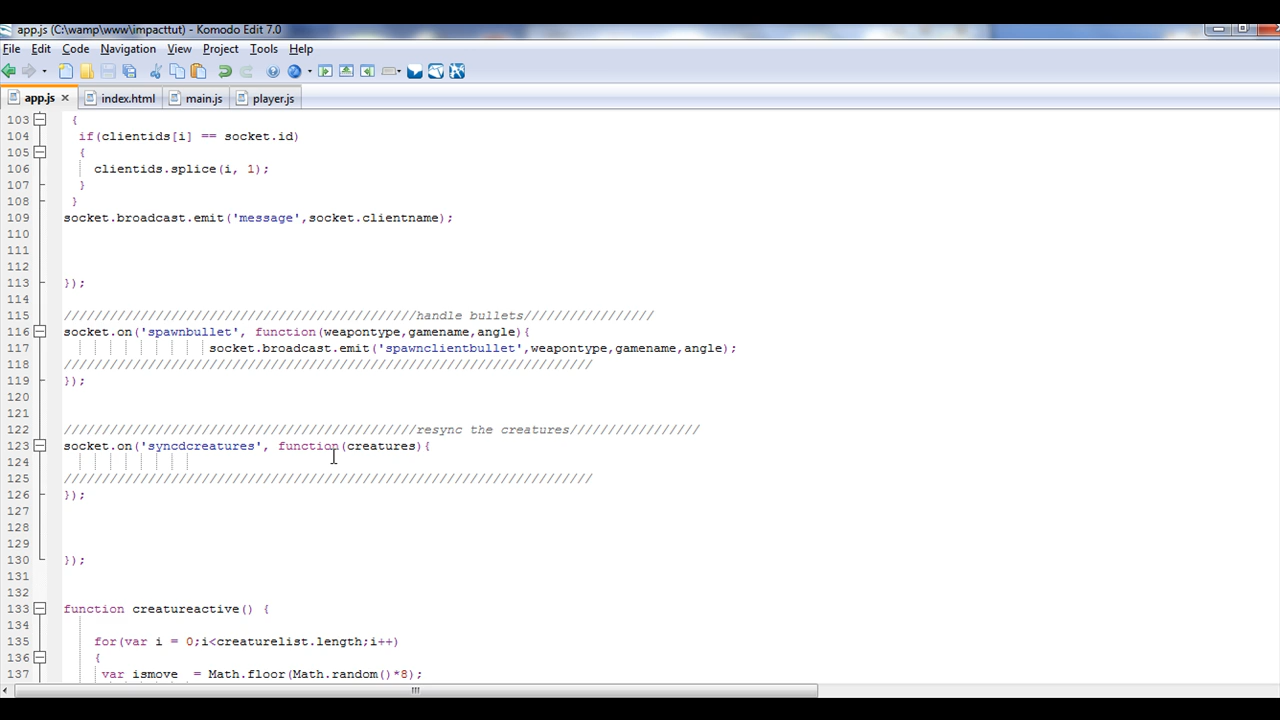 app.js (C:\wamp\www\impacttut) - Komodo Edit 7.0
File Edit Code Navigation View Project Tools Help
app.js index.html main.js player.js
103 {
104 if(clientids[i] == socket.id)
105 {
106 clientids.splice(i, 1);
107 }
108 }
109 socket.broadcast.emit('message',socket.clientname);
110
111
112
113 });
114
115 //////////////////////////////////////////////handle bullets/////////////////
116 socket.on('spawnbullet', function(weapontype,gamename,angle){
117 socket.broadcast.emit('spawnclientbullet',weapontype,gamename,angle);
118 /////////////////////////////////////////////////////////////////////
119 });
120
121
122 //////////////////////////////////////////////resync the creatures/////////////////
123 socket.on('syncdcreatures', function(creatures){
124
125 /////////////////////////////////////////////////////////////////////
126 });
127
128
129
130 });
131
132
133 function creatureactive() {
134
135 for(var i = 0;i<creaturelist.length;i++)
136 {
137 var ismove = Math.floor(Math.random()*8);